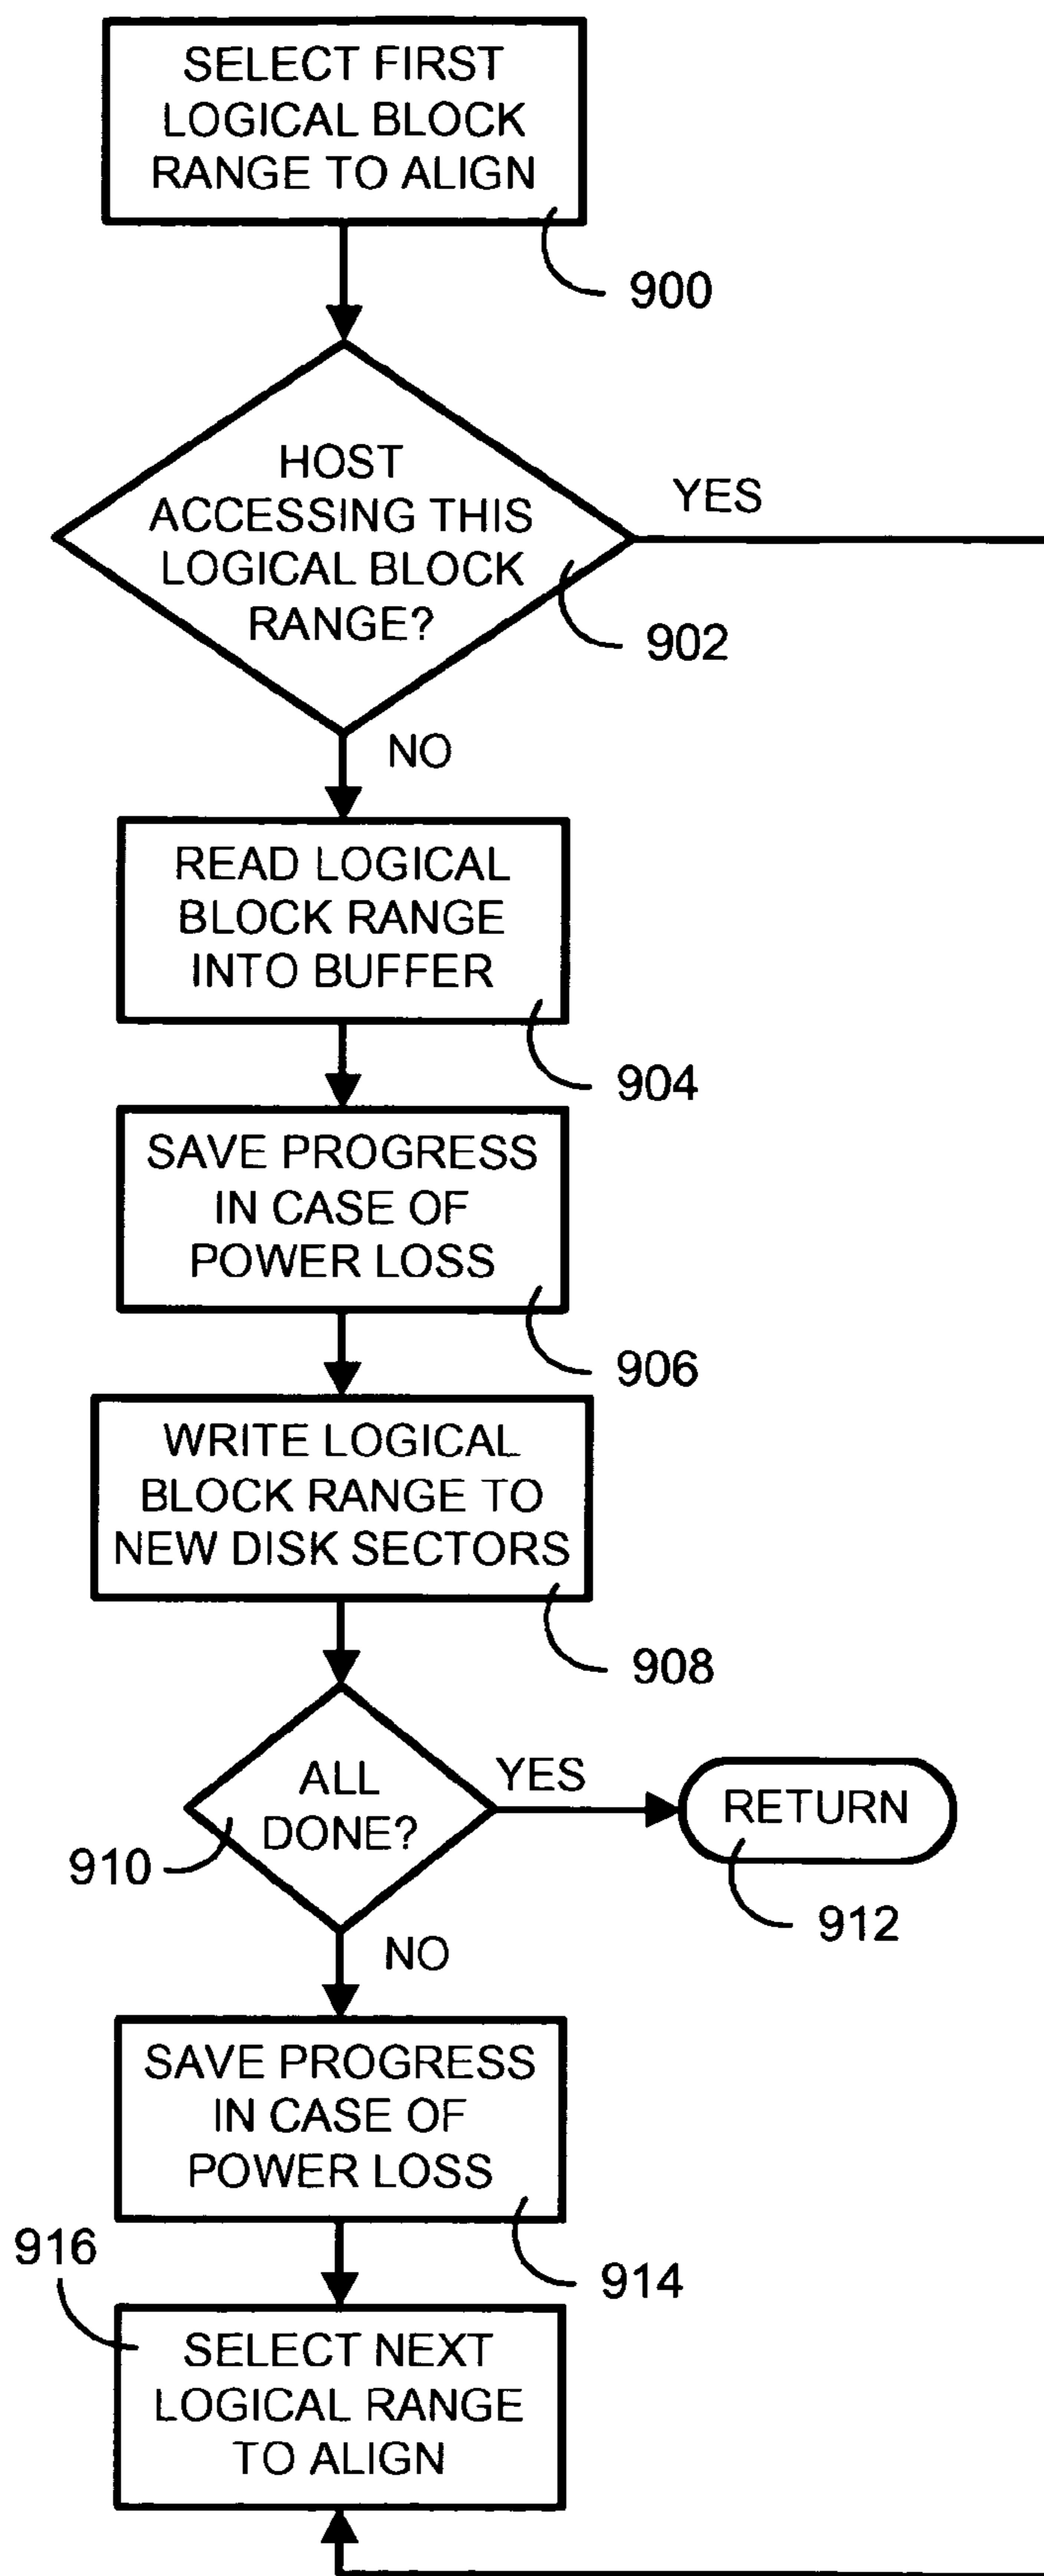 SELECT FIRST
LOGICAL BLOCK
RANGE TO ALIGN
900
HOST
ACCESSING THIS
LOGICAL BLOCK
RANGE?
YES
902
NO
READ LOGICAL
BLOCK RANGE
INTO BUFFER
904
SAVE PROGRESS
IN CASE OF
POWER LOSS
906
WRITE LOGICAL
BLOCK RANGE TO
NEW DISK SECTORS
908
ALL
DONE?
YES
RETURN
910
912
NO
SAVE PROGRESS
IN CASE OF
POWER LOSS
914
916
SELECT NEXT
LOGICAL RANGE
TO ALIGN